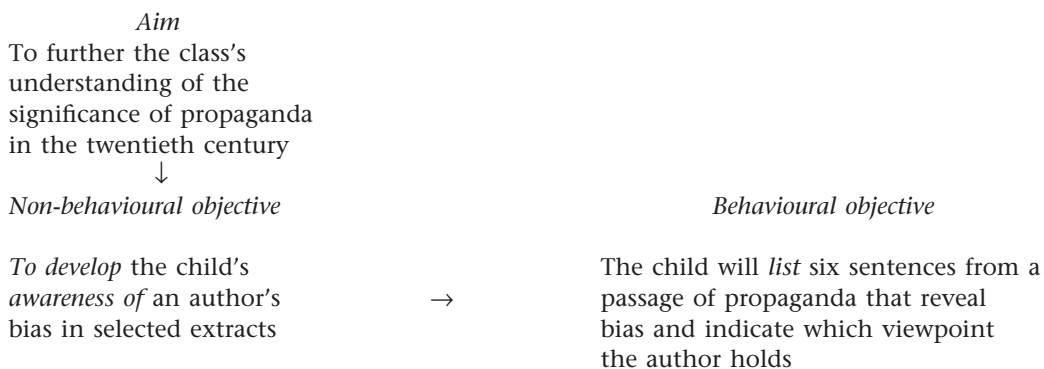 Aim
To further the class's
understanding of the
significance of propaganda
in the twentieth century
↓
Non-behavioural objective
Behavioural objective
To develop the child's
awareness of an author's
bias in selected extracts
→
The child will list six sentences from a
passage of propaganda that reveal
bias and indicate which viewpoint
the author holds